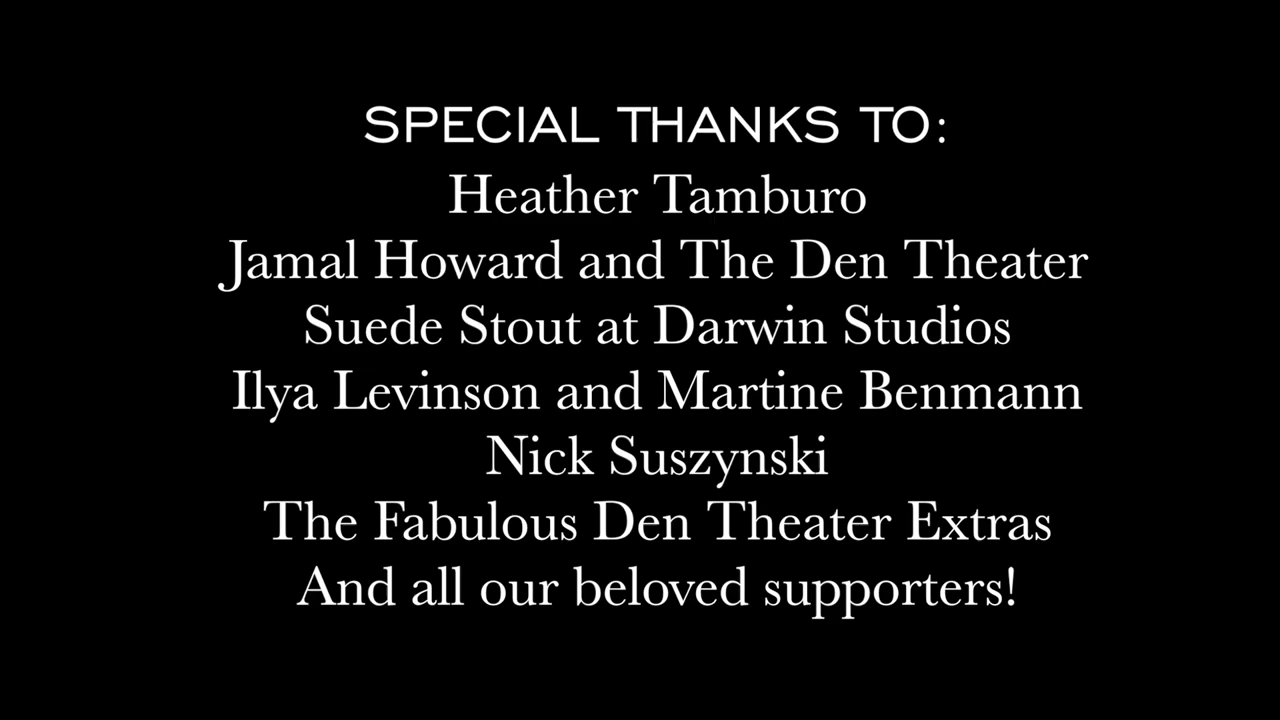 SPECIAL THANKS TO:
Heather Tamburo
Jamal Howard and The Den Theater
Suede Stout at Darwin Studios
Ilya Levinson and Martine Benmann
Nick Suszynski
The Fabulous Den Theater Extras
And all our beloved supporters!